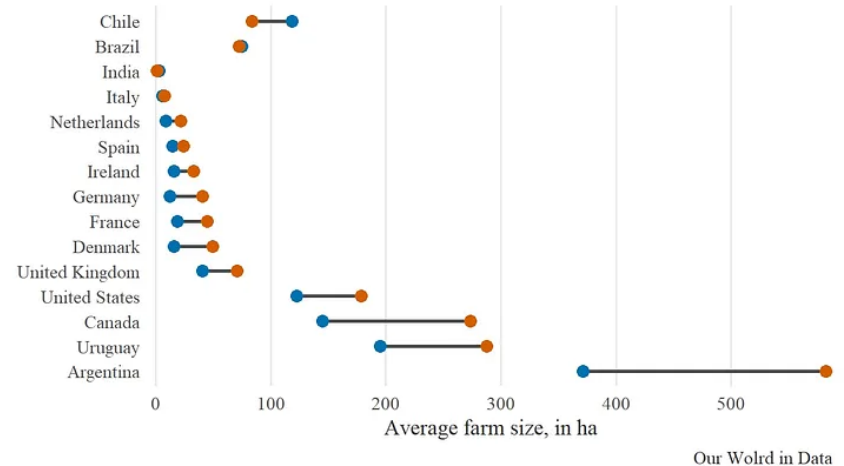 Chile
Brazil
India
Italy
Netherlands
Spain
Ireland
Germany
France
Denmark
United Kingdom
United States
Canada
Uruguay
Argentina
0 100 200 300 400 500
Average farm size, in ha
Our Wolrd in Data